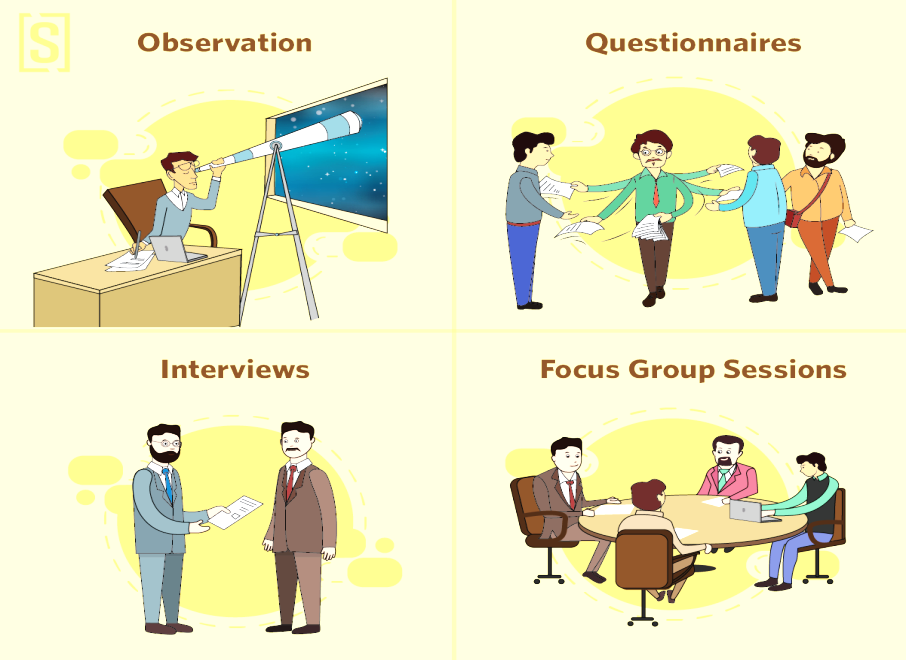 [S]
Observation
Questionnaires
Interviews
Focus Group Sessions